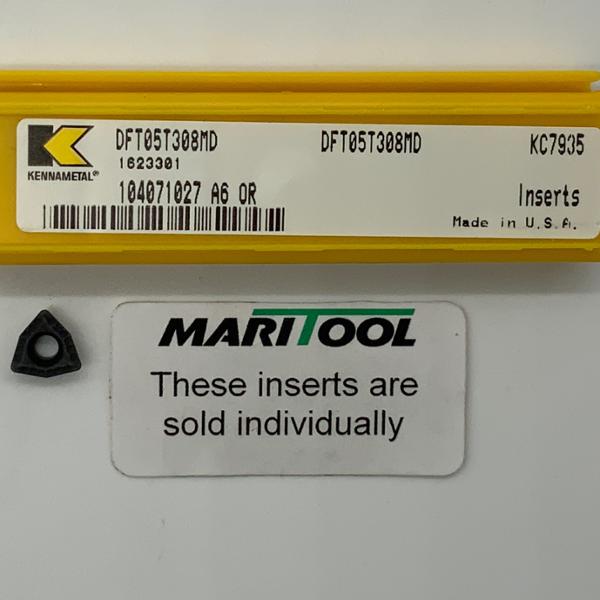 DFT05T308MD DFT05T308MD KC7935
1623301
KENNAMETAL®
104071027 A6 OR Inserts
Made in U.S.A.
MARITOOL
These inserts are
sold individually